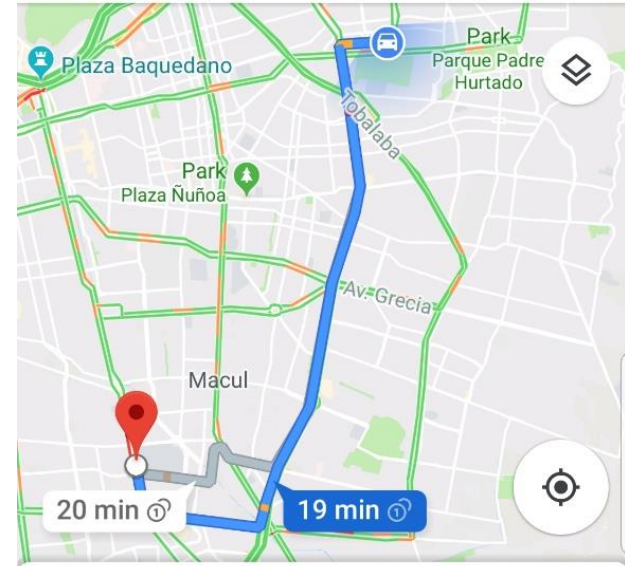 Park
Parque Padre
Hurtado
Plaza Baquedano
Tobalaba
Park
Plaza Ñuñoa
Av. Grecia
Macul
20 min
19 min